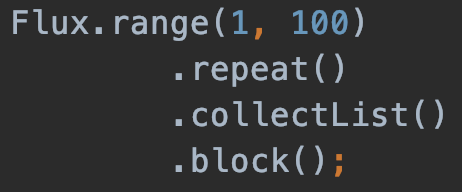 Flux.range(1, 100)
.repeat()
.collectList()
.block();